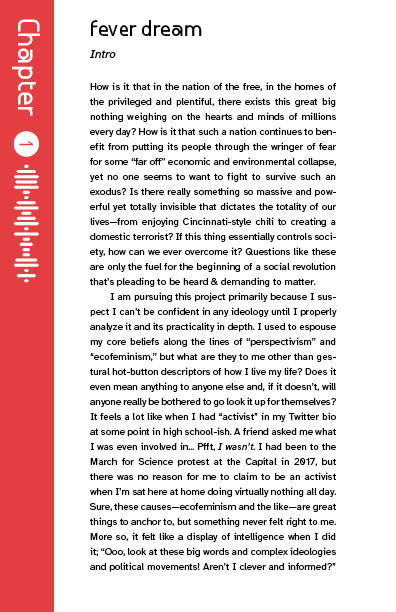 Chapter 1
fever dream
Intro
How is it that in the nation of the free, in the homes of
the privileged and plentiful, there exists this great big
nothing weighing on the hearts and minds of millions
every day? How is it that such a nation continues to ben-
efit from putting its people through the wringer of fear
for some “far off” economic and environmental collapse,
yet no one seems to want to fight to survive such an
exodus? Is there really something so massive and pow-
erful yet totally invisible that dictates the totality of our
lives—from enjoying Cincinnati-style chili to creating a
domestic terrorist? If this thing essentially controls soci-
ety, how can we ever overcome it? Questions like these
are only the fuel for the beginning of a social revolution
that’s pleading to be heard & demanding to matter.
I am pursuing this project primarily because I sus-
pect I can’t be confident in any ideology until I properly
analyze it and its practicality in depth. I used to espouse
my core beliefs along the lines of “perspectivism” and
“ecofeminism,” but what are they to me other than ges-
tural hot-button descriptors of how I live my life? Does it
even mean anything to anyone else and, if it doesn’t, will
anyone really be bothered to go look it up for themselves?
It feels a lot like when I had “activist” in my Twitter bio
at some point in high school-ish. A friend asked me what
I was even involved in... Pfft, I wasn’t. I had been to the
March for Science protest at the Capital in 2017, but
there was no reason for me to claim to be an activist
when I’m sat here at home doing virtually nothing all day.
Sure, these causes—ecofeminism and the like—are great
things to anchor to, but something never felt right to me.
More so, it felt like a display of intelligence when I did
it; “Ooo, look at these big words and complex ideologies
and political movements! Aren’t I clever and informed?”